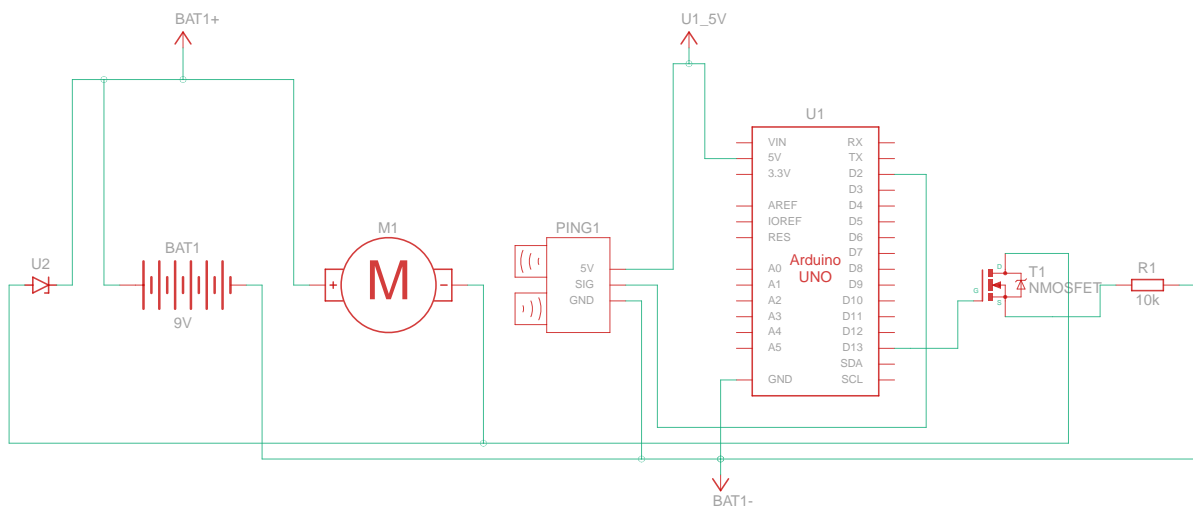 BAT1+
U1_5V
U1
VIN
5V
3.3V
AREF
IOREF
RES
A0
A1
A2
A3
A4
A5
GND
Arduino
UNO
RX
TX
D2
D3
D4
D5
D6
D7
D8
D9
D10
D11
D12
D13
SDA
SCL
U2
BAT1
9V
M1
M
+
-
PING1
5V
SIG
GND
T1
NMOSFET
D
G
S
R1
10k
BAT1-